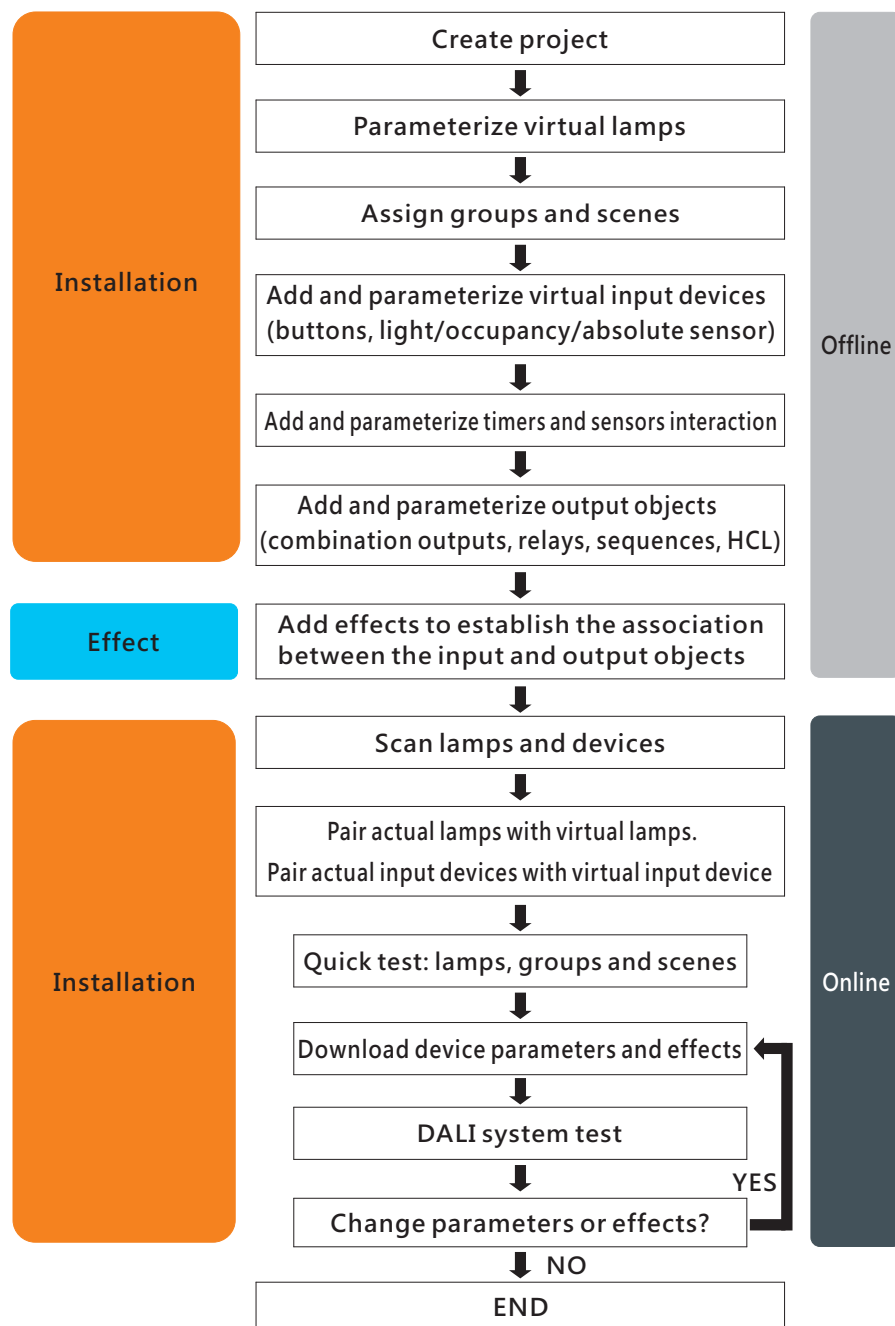 Create project
Parameterize virtual lamps
Assign groups and scenes
Installation
Add and parameterize virtual input devices
(buttons, light/occupancy/absolute sensor)
Offline
Add and parameterize timers and sensors interaction
Add and parameterize output objects
(combination outputs, relays, sequences, HCL)
Effect
Add effects to establish the association
between the input and output objects
Scan lamps and devices
Pair actual lamps with virtual lamps.
Pair actual input devices with virtual input device
Quick test: lamps, groups and scenes
Installation
Online
Download device parameters and effects
DALI system test
YES
Change parameters or effects?
NO
END